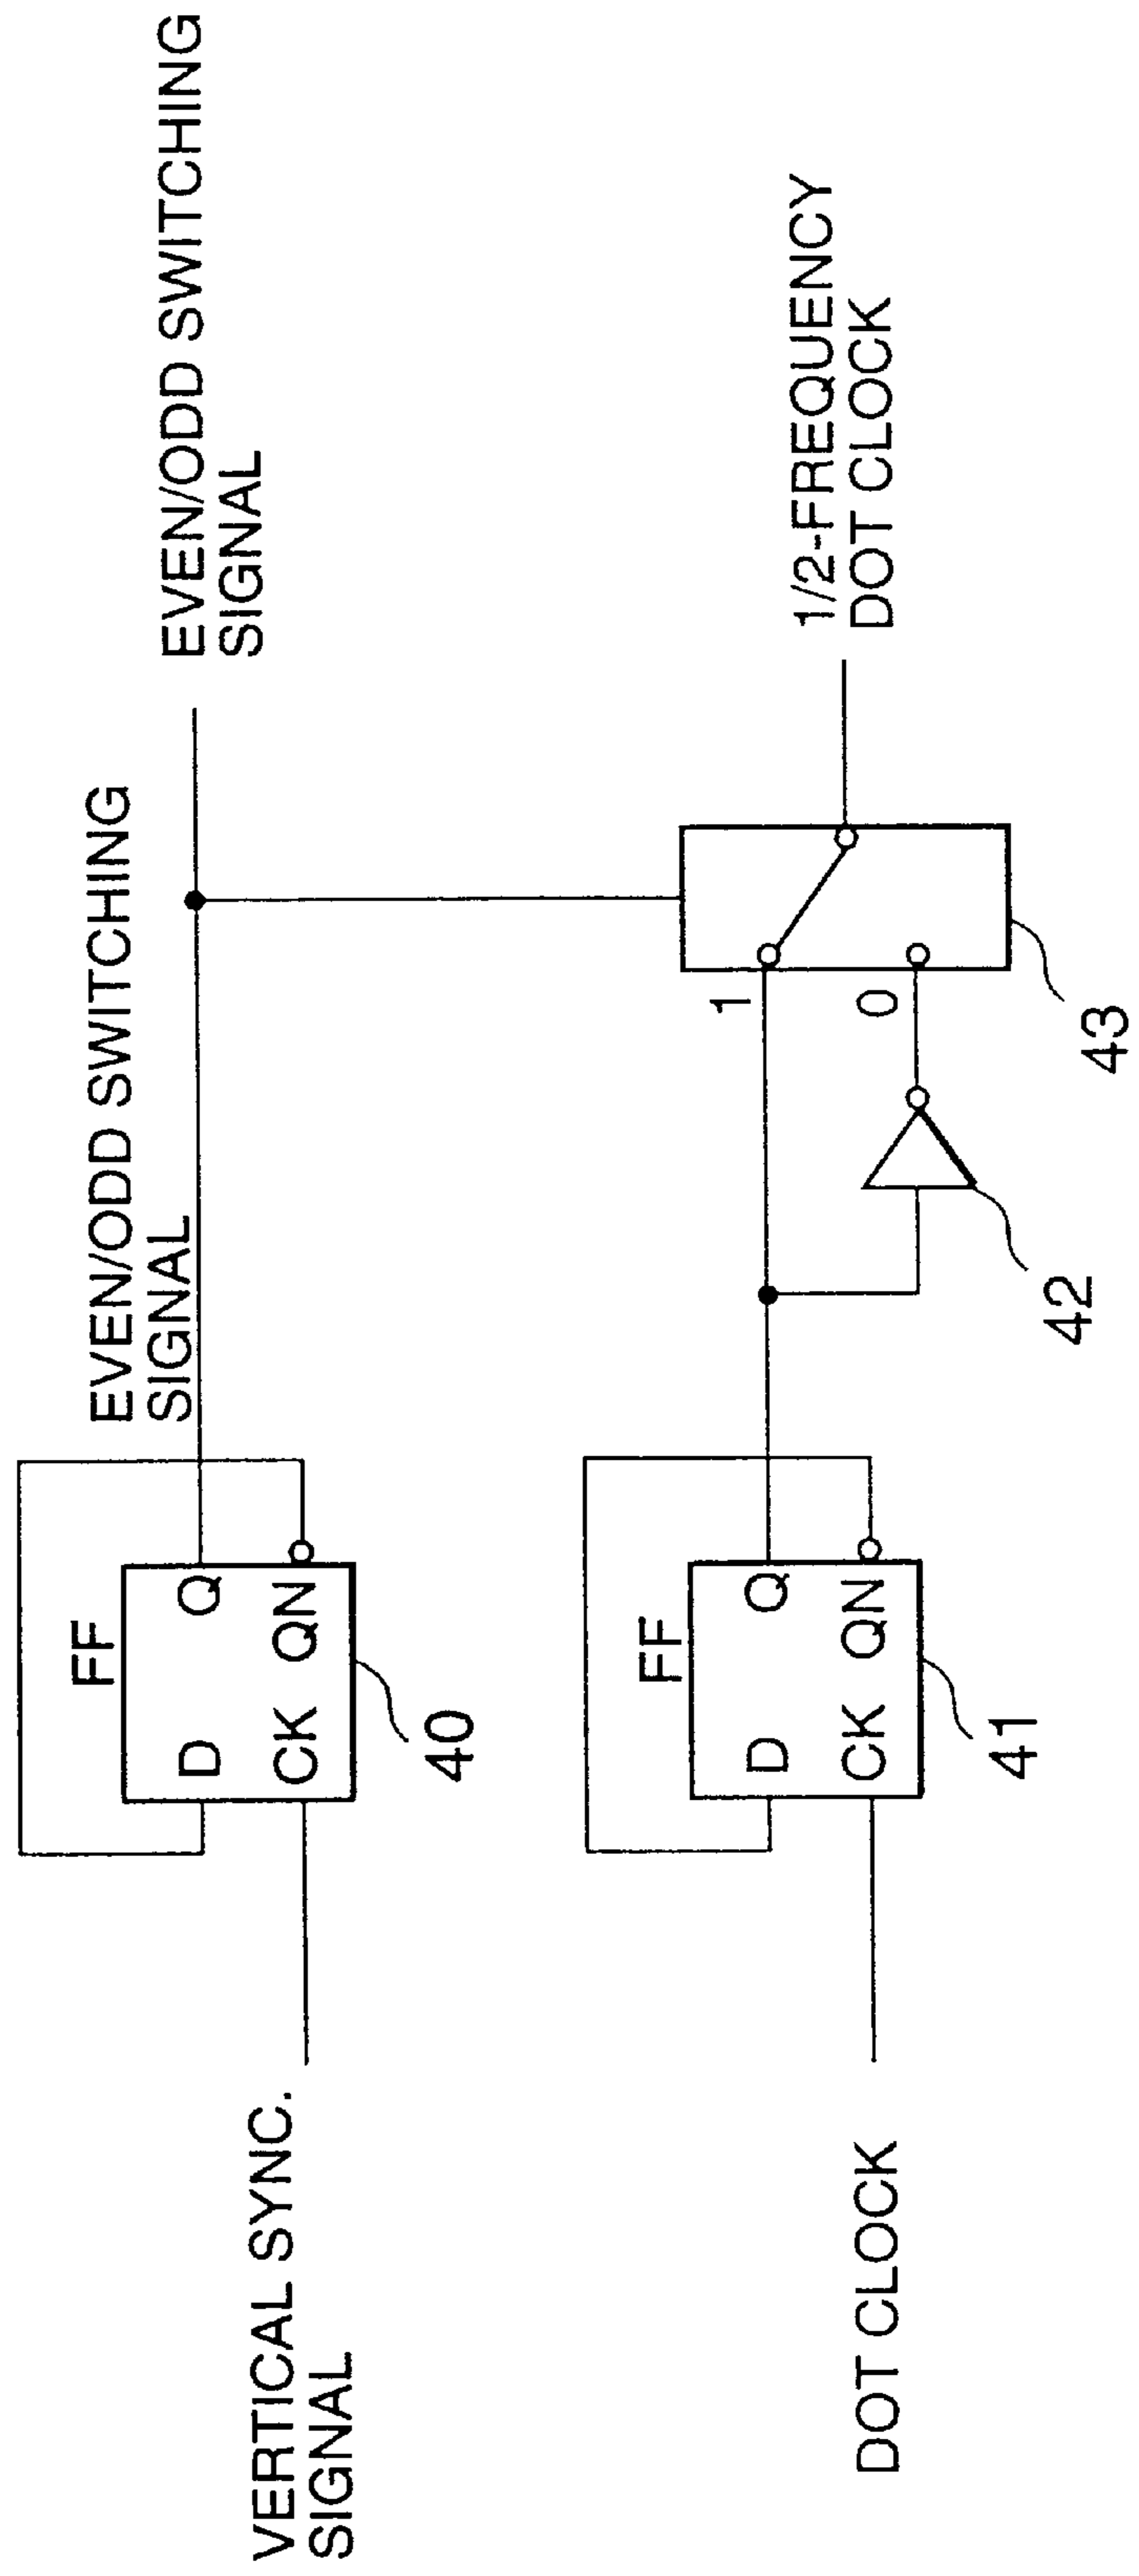 VERTICAL SYNC.
SIGNAL
FF
D
Q
CK
QN
40
EVEN/ODD SWITCHING
SIGNAL
EVEN/ODD SWITCHING
SIGNAL
DOT CLOCK
FF
D
Q
CK
QN
41
42
1
0
43
1/2-FREQUENCY
DOT CLOCK